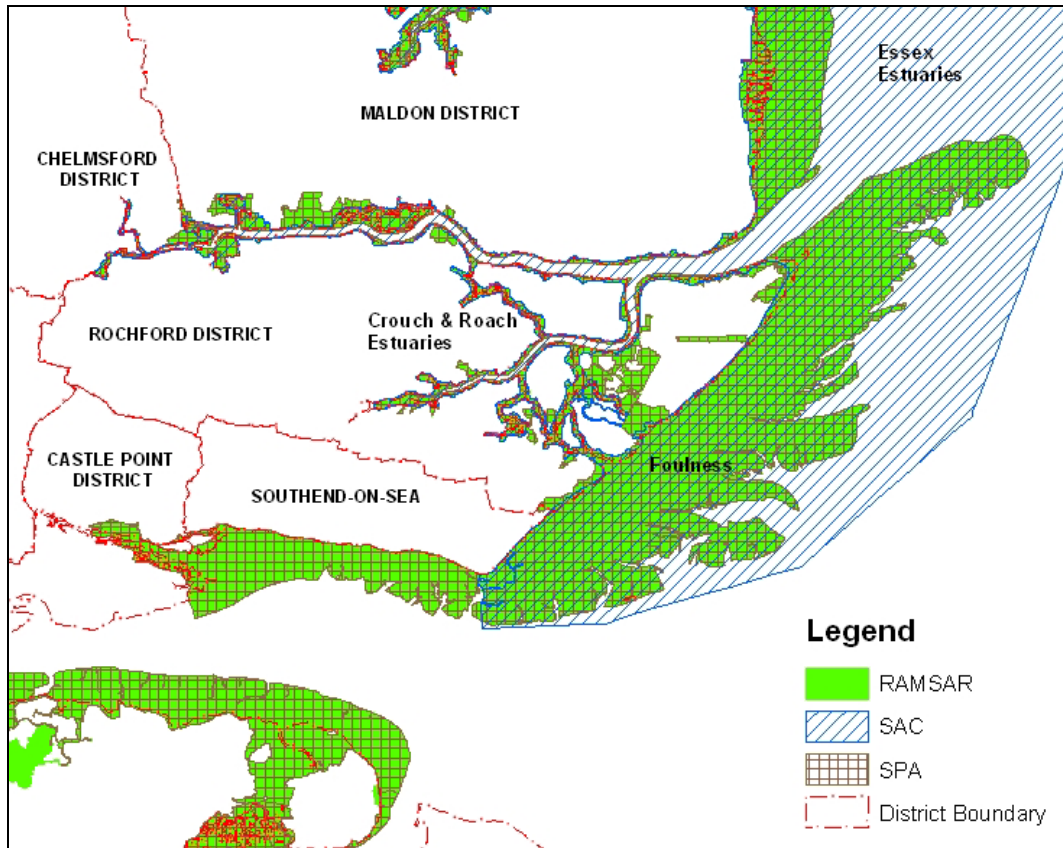 Essex
Estuaries
MALDON DISTRICT
CHELMSFORD
DISTRICT
ROCHFORD DISTRICT
Crouch & Roach
Estuaries
CASTLE POINT
DISTRICT
SOUTHEND-ON-SEA
Foulness
Legend
RAMSAR
SAC
SPA
District Boundary